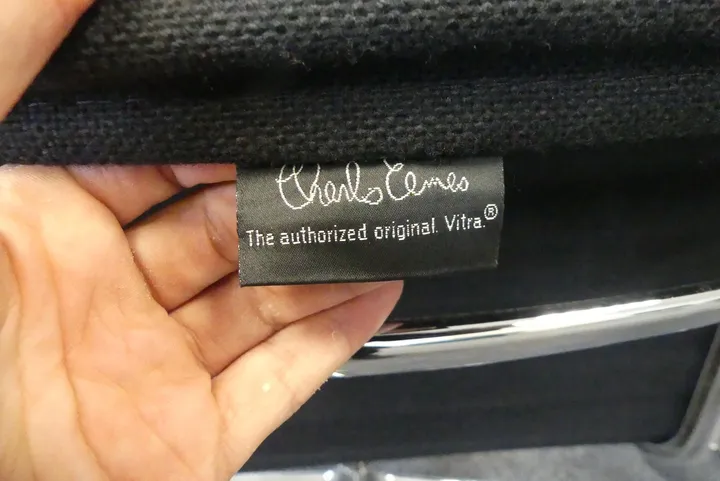 Charles Eames
The authorized original. Vitra.®